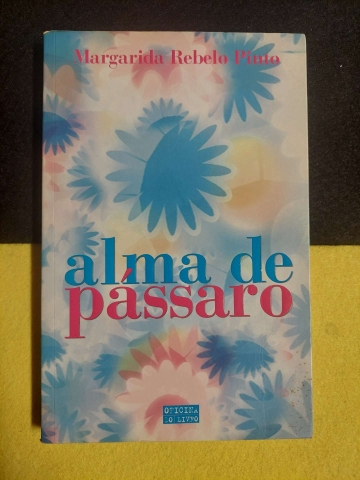 Margarida Rebelo Pinto
alma de
pássaro
OFICINA
DO LIVRO